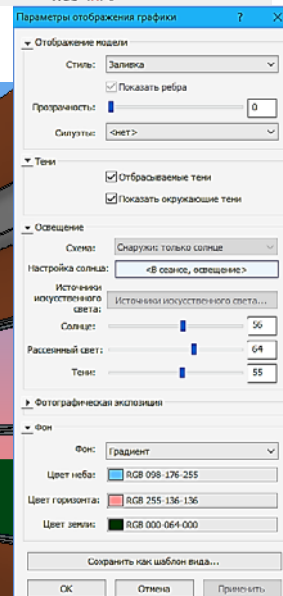 Параметры отображения графики ? ×
Отображение модели
Стиль: Заливка
Показать ребра
Прозрачность: 0
Силуэты: <нет>
Тени
Отбрасываемые тени
Показать окружающие тени
Освещение
Схема: Снаружи: только солнце
Настройка солнца: <В сеансе, освещение>
Источники искусственного света: Источники искусственного света...
Солнце: 56
Рассеянный свет: 64
Тени: 55
Фотографическая экспозиция
Фон
Фон: Градиент
Цвет неба: RGB 098-176-255
Цвет горизонта: RGB 255-136-136
Цвет земли: RGB 000-064-000
Сохранить как шаблон вида...
ОК Отмена Применить